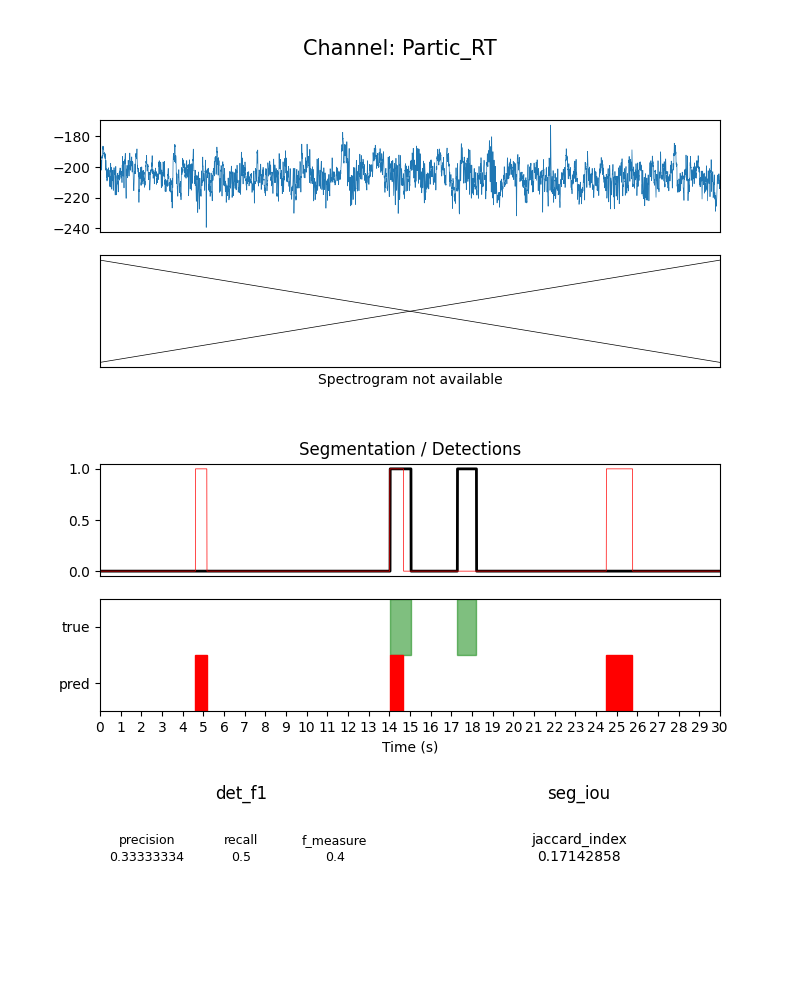 Channel: Partic_RT
−180
−200
−220
−240
Spectrogram not available
Segmentation / Detections
1.0
0.5
0.0
true
pred
0 1 2 3 4 5 6 7 8 9 10 11 12 13 14 15 16 17 18 19 20 21 22 23 24 25 26 27 28 29 30
Time (s)
det_f1 seg_iou
precision recall f_measure jaccard_index
0.33333334 0.5 0.4 0.17142858